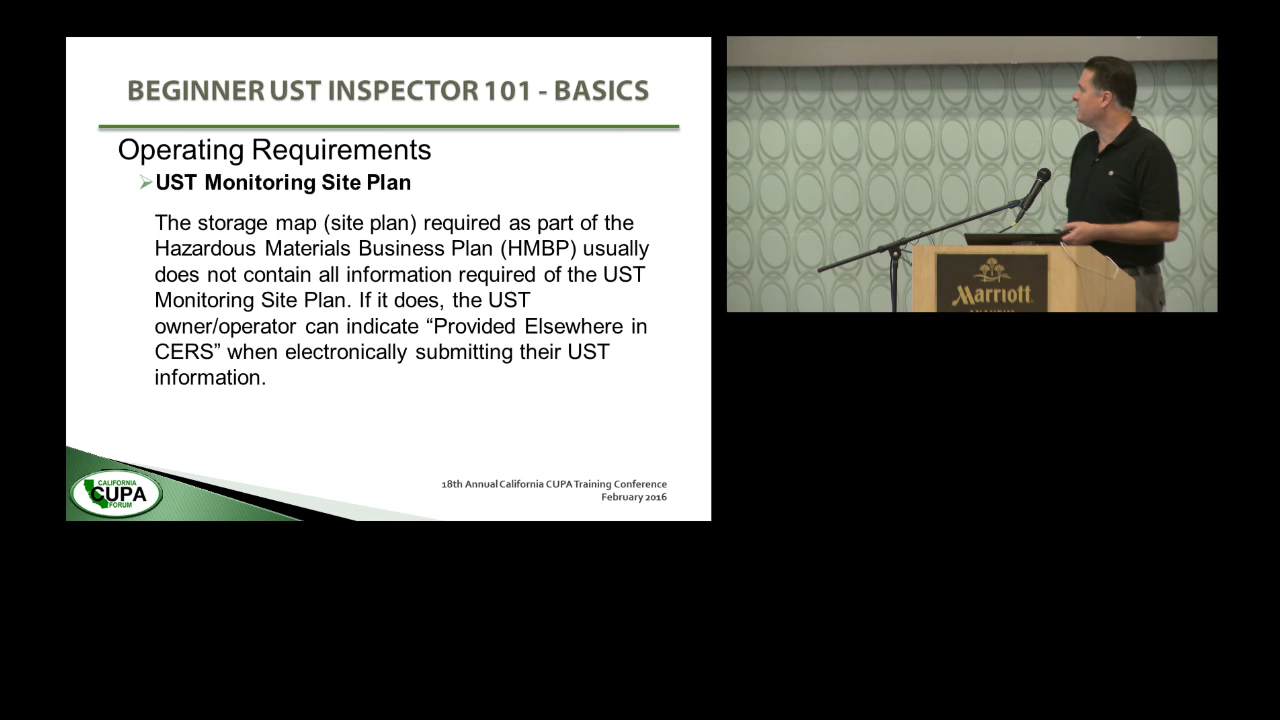 BEGINNER UST INSPECTOR 101 - BASICS
Operating Requirements
UST Monitoring Site Plan
The storage map (site plan) required as part of the
Hazardous Materials Business Plan (HMBP) usually
does not contain all information required of the UST
Monitoring Site Plan. If it does, the UST
owner/operator can indicate “Provided Elsewhere in
CERS” when electronically submitting their UST
information.
18th Annual California CUPA Training Conference
February 2016
CALIFORNIA
CUPA
FORUM
Marriott
ANAHEIM